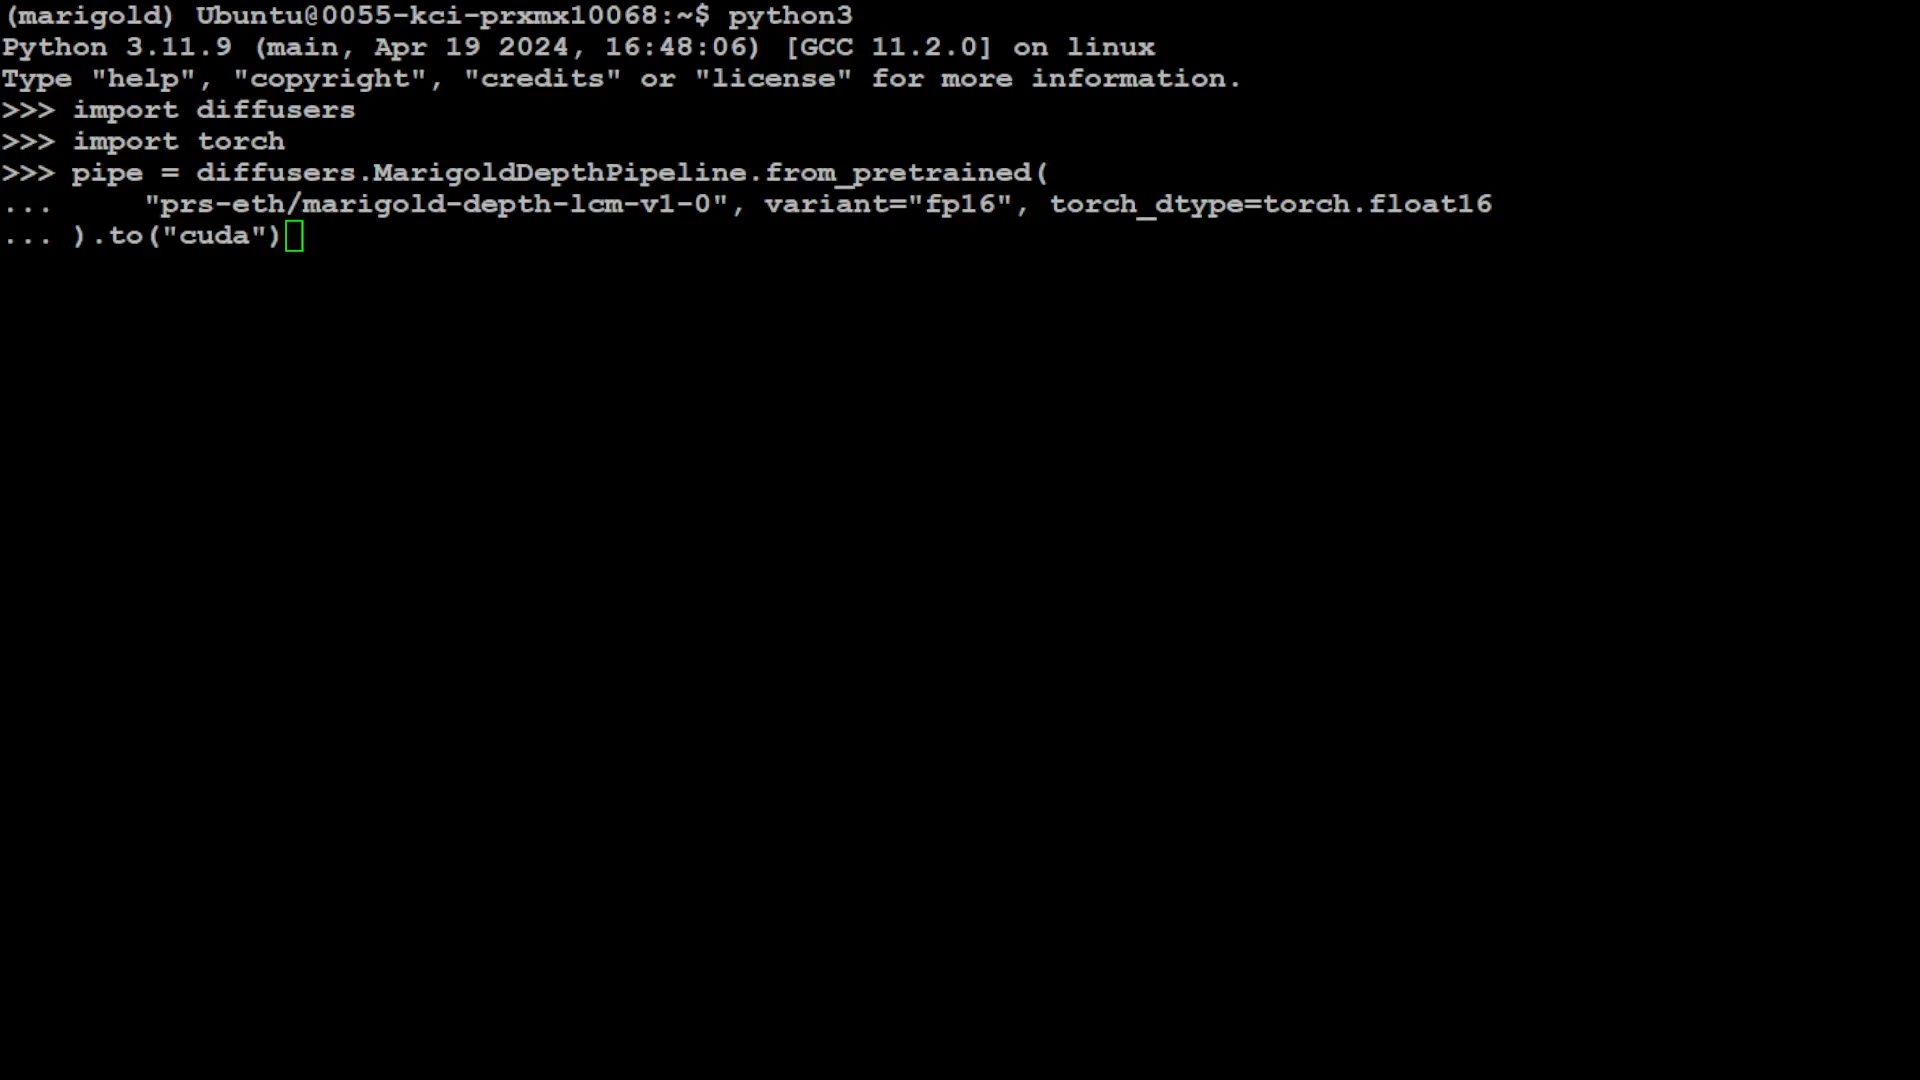 (marigold) Ubuntu@0055-kci-prxmx10068:~$ python3
Python 3.11.9 (main, Apr 19 2024, 16:48:06) [GCC 11.2.0] on linux
Type "help", "copyright", "credits" or "license" for more information.
>>> import diffusers
>>> import torch
>>> pipe = diffusers.MarigoldDepthPipeline.from_pretrained(
...     "prs-eth/marigold-depth-lcm-v1-0", variant="fp16", torch_dtype=torch.float16
... ).to("cuda")